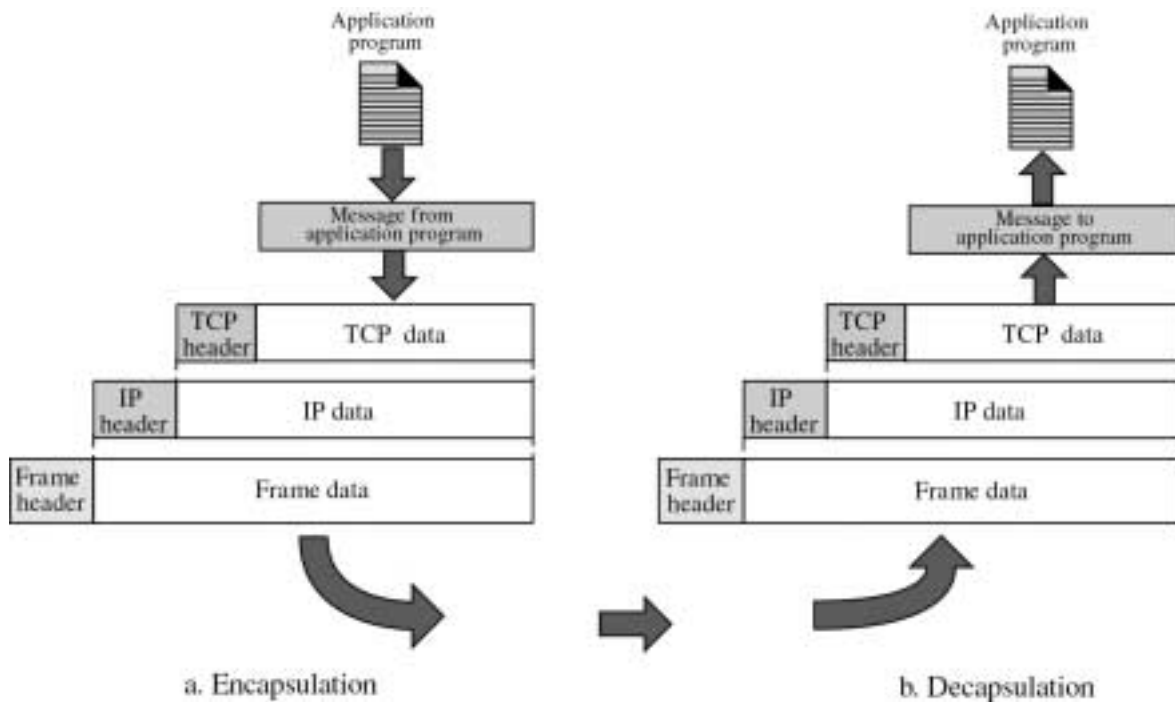 Application
program
Message from
application program
TCP
header
TCP data
IP
header
IP data
Frame
header
Frame data
a. Encapsulation
Application
program
Message to
application program
TCP
header
TCP data
IP
header
IP data
Frame
header
Frame data
b. Decapsulation